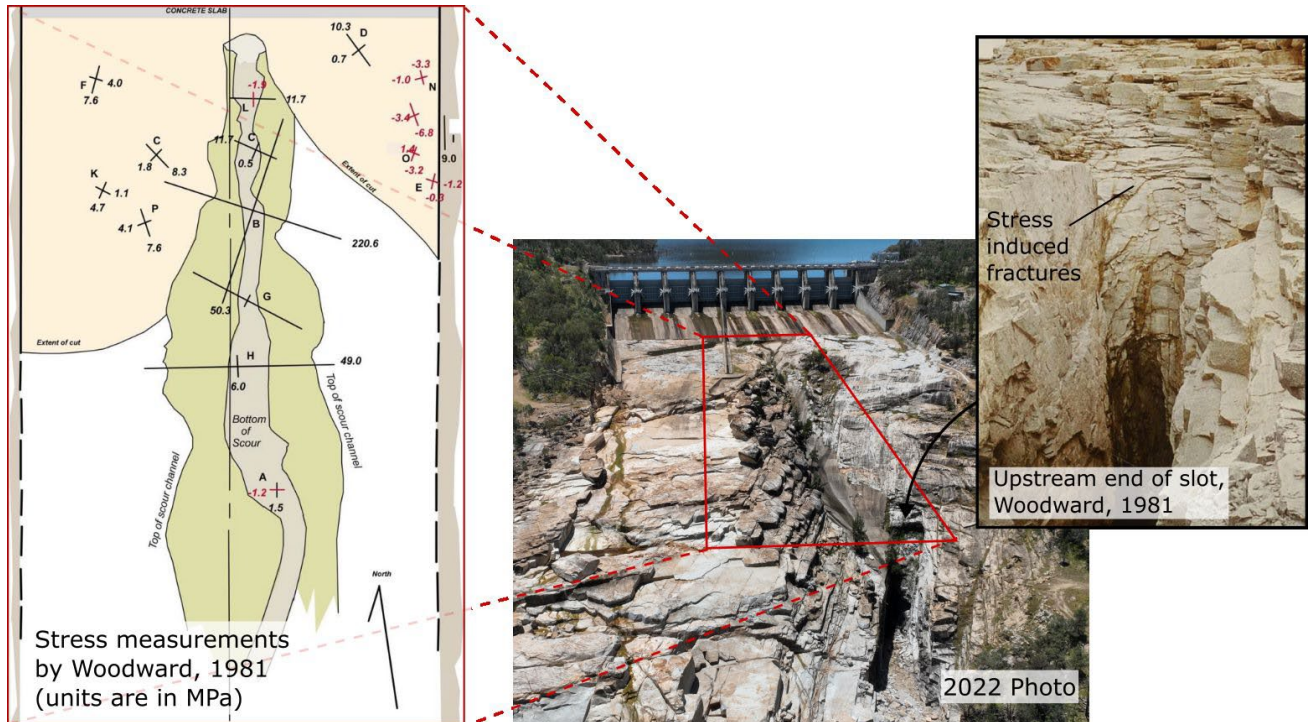 CONCRETE SLAB
10.3
D
0.7
F
4.0
7.6
-1.9
L
11.7
-3.3
-1.0
N
-3.4
-6.8
C
1.8
8.3
11.7
C
0.5
1.4
O
-3.2
I
9.0
K
1.1
4.7
E
-1.2
-0.3
P
4.1
7.6
Extent of cut
B
220.6
50.3
G
Extent of cut
H
49.0
6.0
Bottom
of
Scour
A
-1.2
1.5
Top of scour channel
Top of scour channel
North
Stress measurements
by Woodward, 1981
(units are in MPa)
2022 Photo
Stress
induced
fractures
Upstream end of slot,
Woodward, 1981